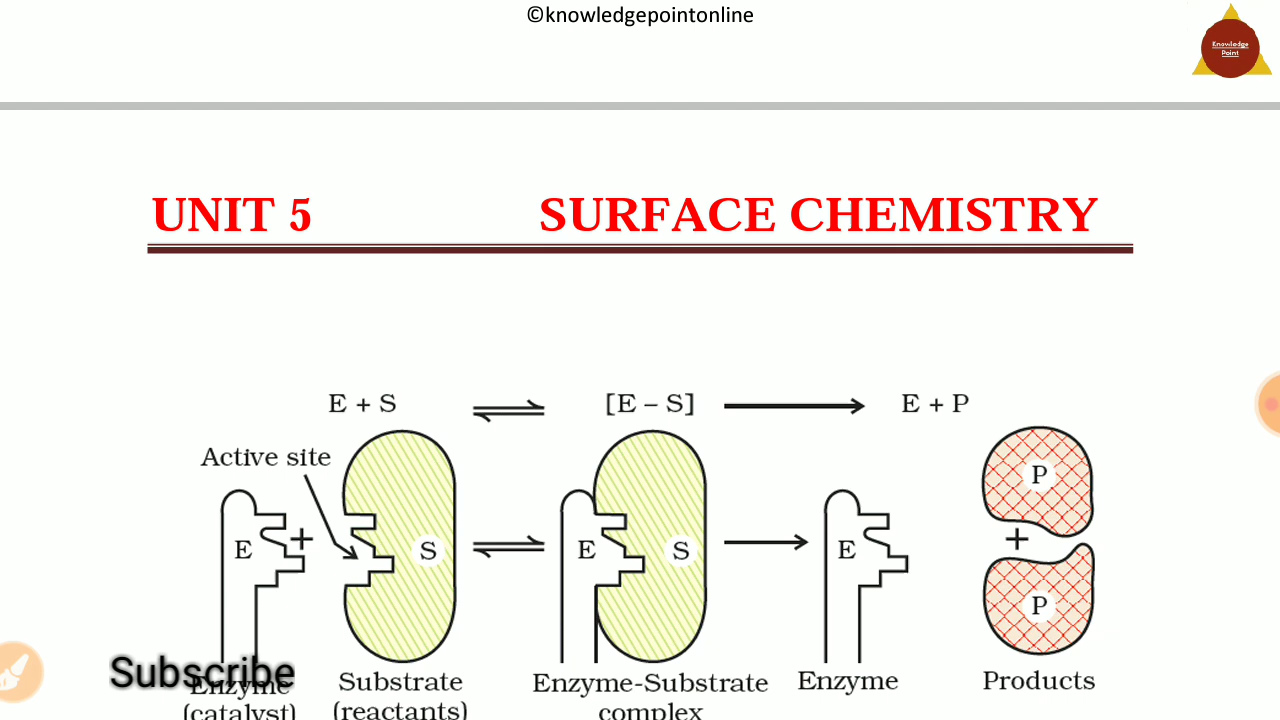 ©knowledgepointonline
Knowledge
Point
UNIT 5 SURFACE CHEMISTRY
E + S [E – S] E + P
Active site
E + S E S E P + P
Subscribe
Enzyme Substrate Enzyme-Substrate Enzyme Products
(catalyst) (reactants) complex